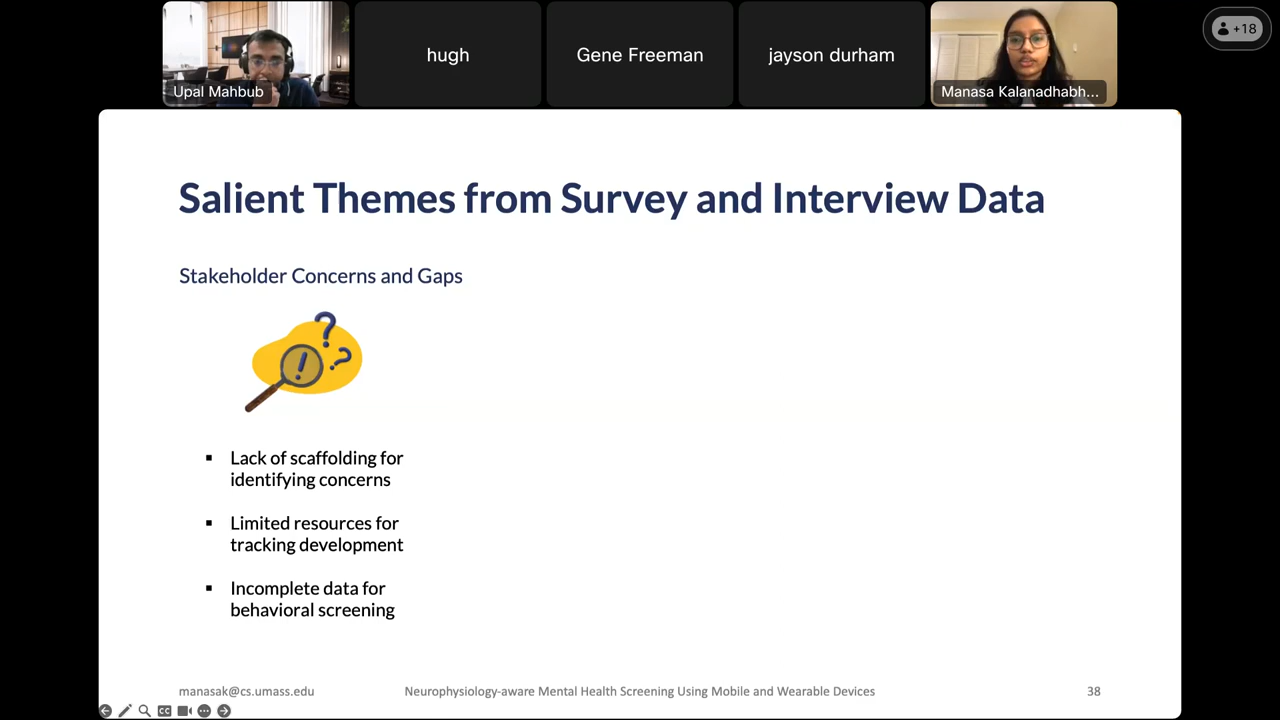 Upal Mahbub
hugh
Gene Freeman
jayson durham
Manasa Kalanadhabh...
+18
Salient Themes from Survey and Interview Data
Stakeholder Concerns and Gaps
▪ Lack of scaffolding for
identifying concerns
▪ Limited resources for
tracking development
▪ Incomplete data for
behavioral screening
manasak@cs.umass.edu
Neurophysiology-aware Mental Health Screening Using Mobile and Wearable Devices
38
CC